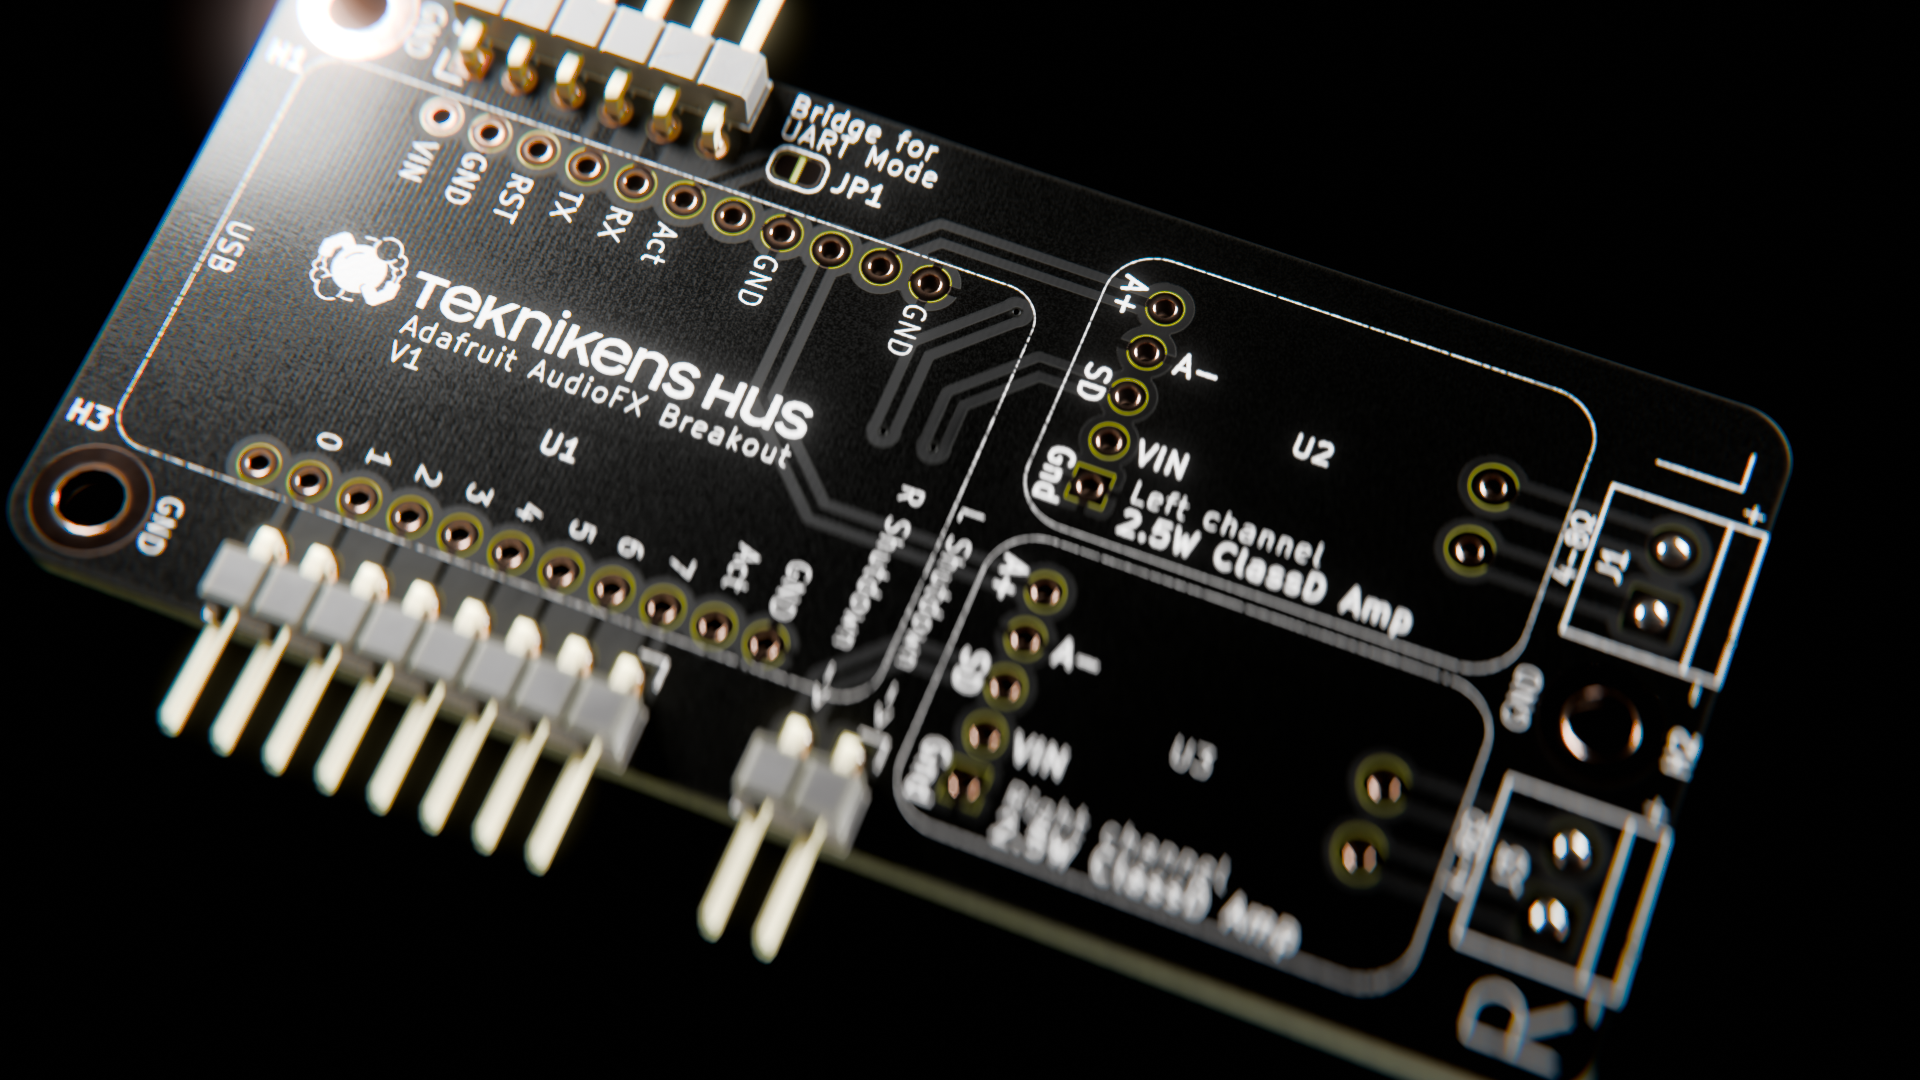 H1
GND
Bridge for
UART Mode
JP1
VIN
GND
RST
TX
RX
Act
GND
GND
USB
TEKNIKENS HUS
Adafruit AudioFX Breakout
V1
U1
H3
GND
0
1
2
3
4
5
6
7
Act
GND
R Shutdown -->
L Shutdown -->
A+
A-
SD
VIN
Gnd
U2
Left channel
2.5W ClassD Amp
L
+
4-8Ω
J1
-
GND
H2
A+
A-
SD
VIN
Gnd
U3
Right channel
2.5W ClassD Amp
+
4-8Ω
-
R